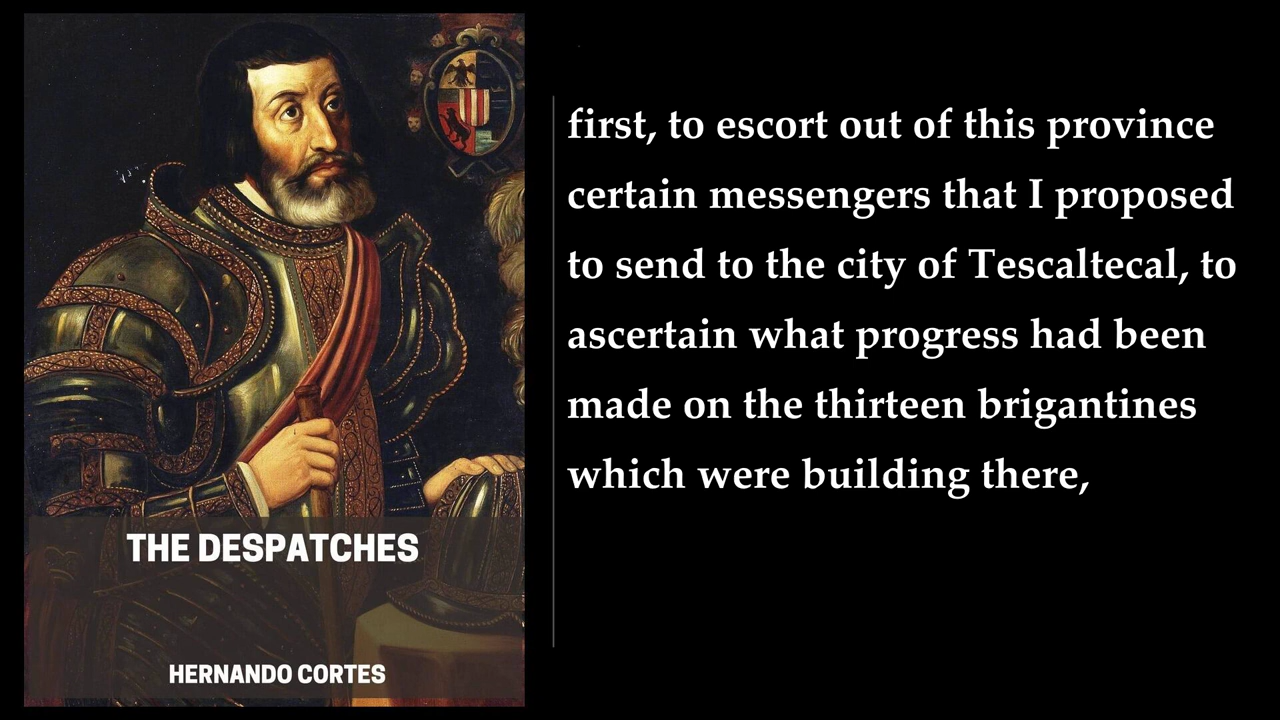 THE DESPATCHES
HERNANDO CORTES
first, to escort out of this province
certain messengers that I proposed
to send to the city of Tescaltecal, to
ascertain what progress had been
made on the thirteen brigantines
which were building there,